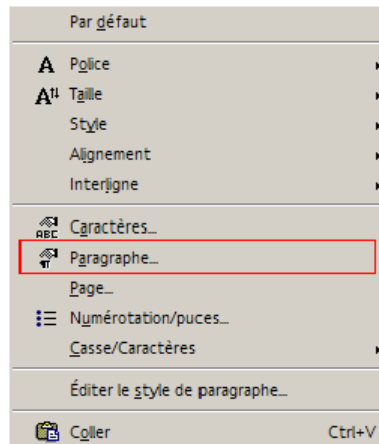 Par défaut
A Police
A Taille
Style
Alignement
Interligne
ABC Caractères...
Paragraphe...
Page...
Numérotation/puces...
Casse/Caractères
Éditer le style de paragraphe...
Coller Ctrl+V